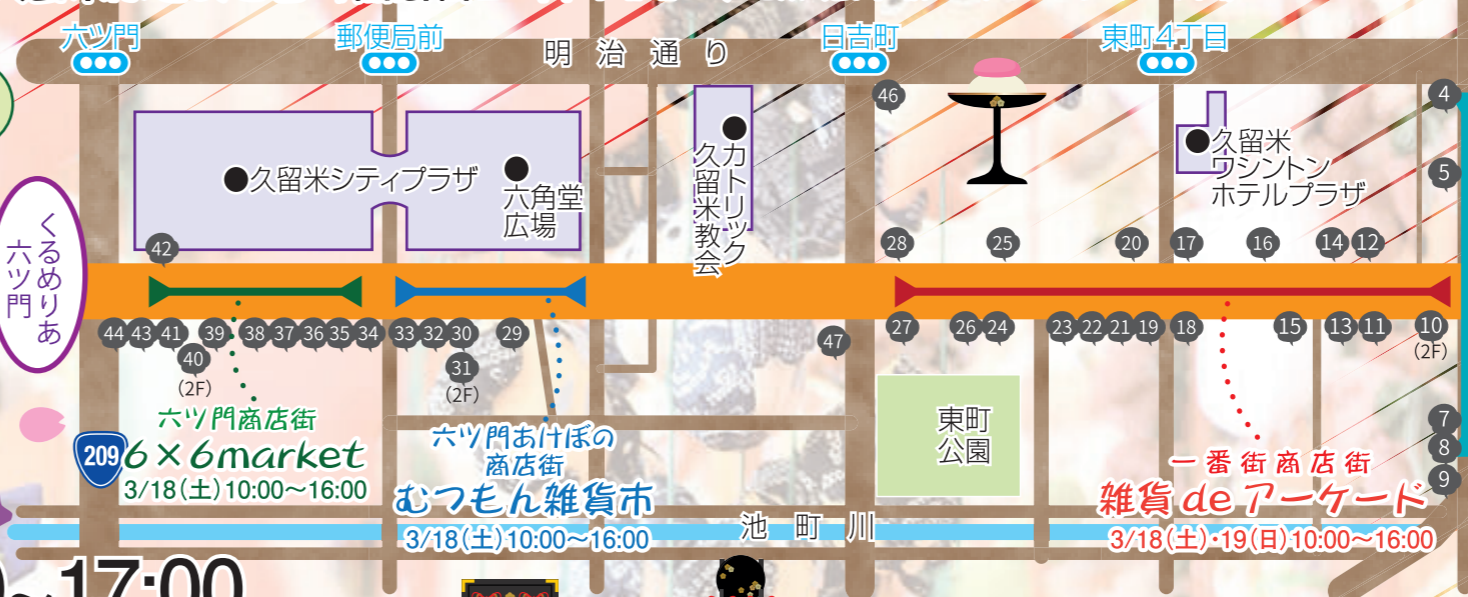 六ツ門
郵便局前
明治通り
日吉町
東町4丁目
46
4
久留米シティプラザ
六角堂
広場
カトリック
久留米教会
久留米
ワシントン
ホテルプラザ
5
くるめりあ
六ツ門
42
28
25
20
17
16
14
12
44
43
41
39
38
37
36
35
34
33
32
30
29
47
27
26
24
23
22
21
19
18
15
13
11
10
(2F)
40
(2F)
31
(2F)
六ツ門商店街
6×6market
3/18(土)10:00〜16:00
209
六ツ門あけぼの
商店街
むつもん雑貨市
3/18(土)10:00〜16:00
東町
公園
7
8
9
一番街商店街
雑貨deアーケード
3/18(土)・19(日)10:00〜16:00
池町川
〜17:00